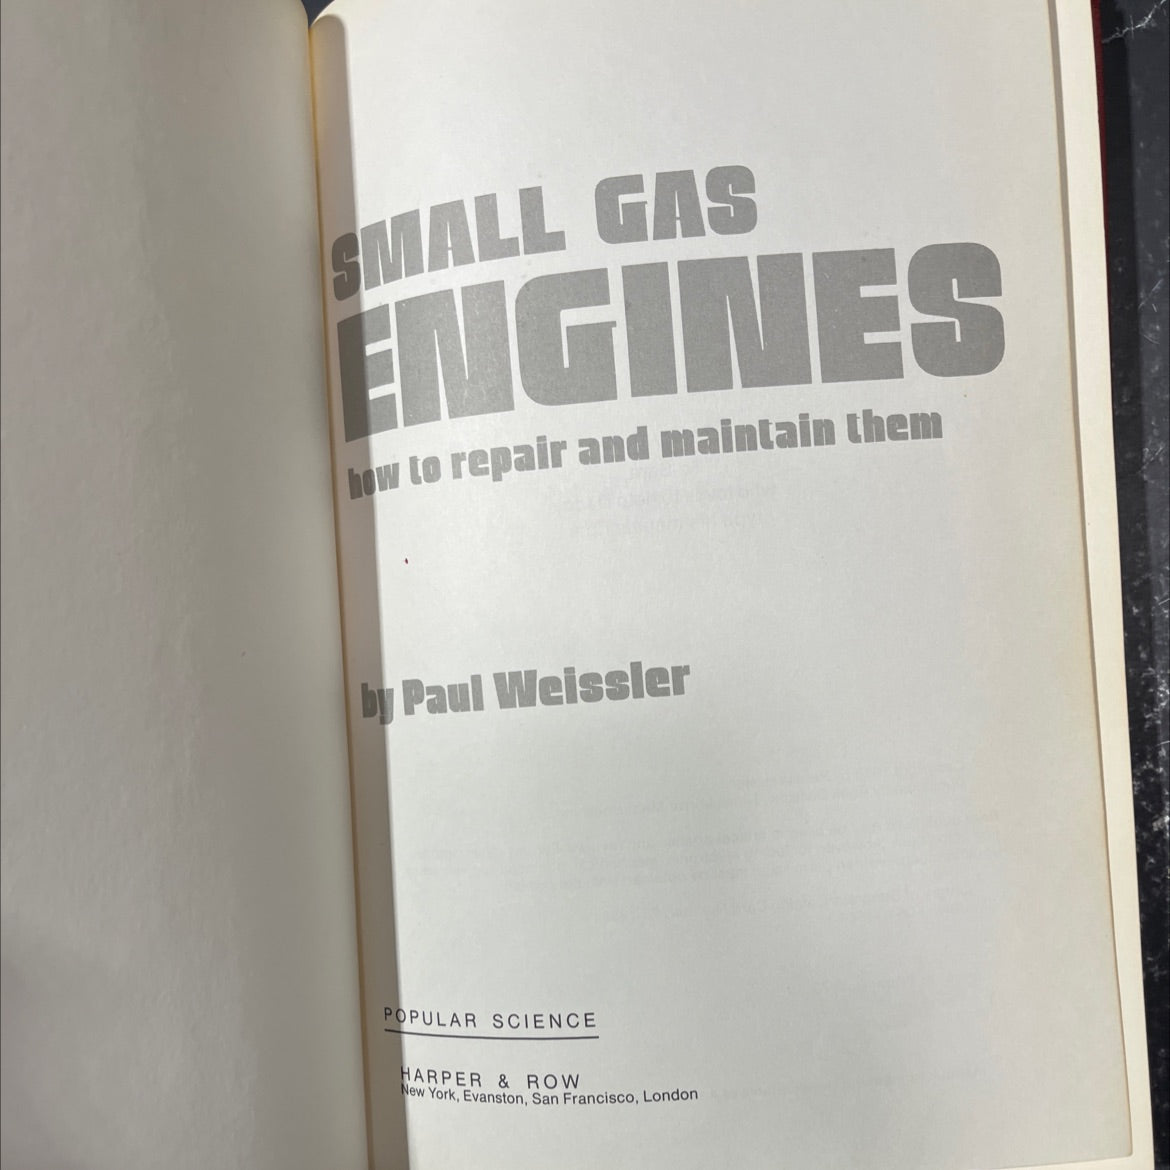 SMALL GAS
ENGINES
how to repair and maintain them
by Paul Weissler
POPULAR SCIENCE
HARPER & ROW
New York, Evanston, San Francisco, London